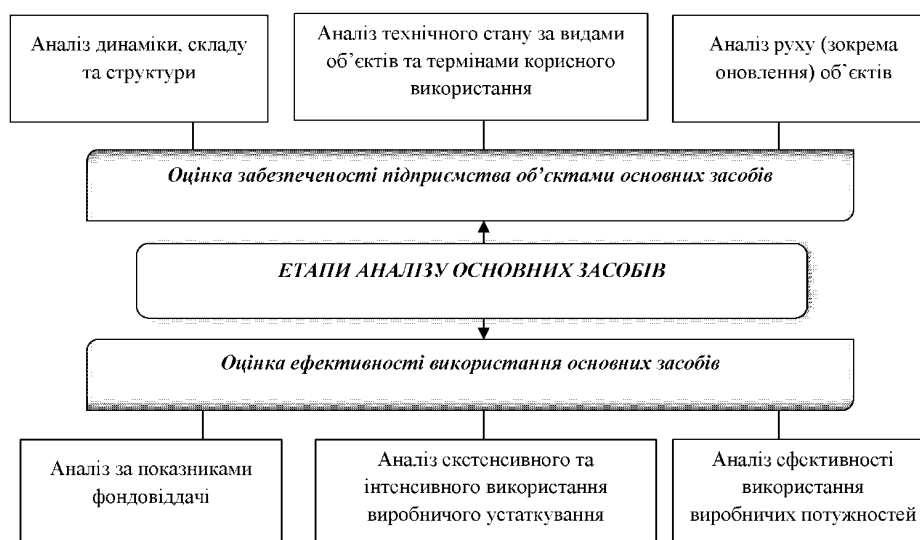 Аналіз динаміки, складу
та структури
Аналіз технічного стану за видами
об’єктів та термінами корисного
використання
Аналіз руху (зокрема
оновлення) об`єктів
Оцінка забезпеченості підприємства об’єктами основних засобів
ЕТАПИ АНАЛІЗУ ОСНОВНИХ ЗАСОБІВ
Оцінка ефективності використання основних засобів
Аналіз за показниками
фондовіддачі
Аналіз екстенсивного та
інтенсивного використання
виробничого устаткування
Аналіз ефективності
використання
виробничих потужностей